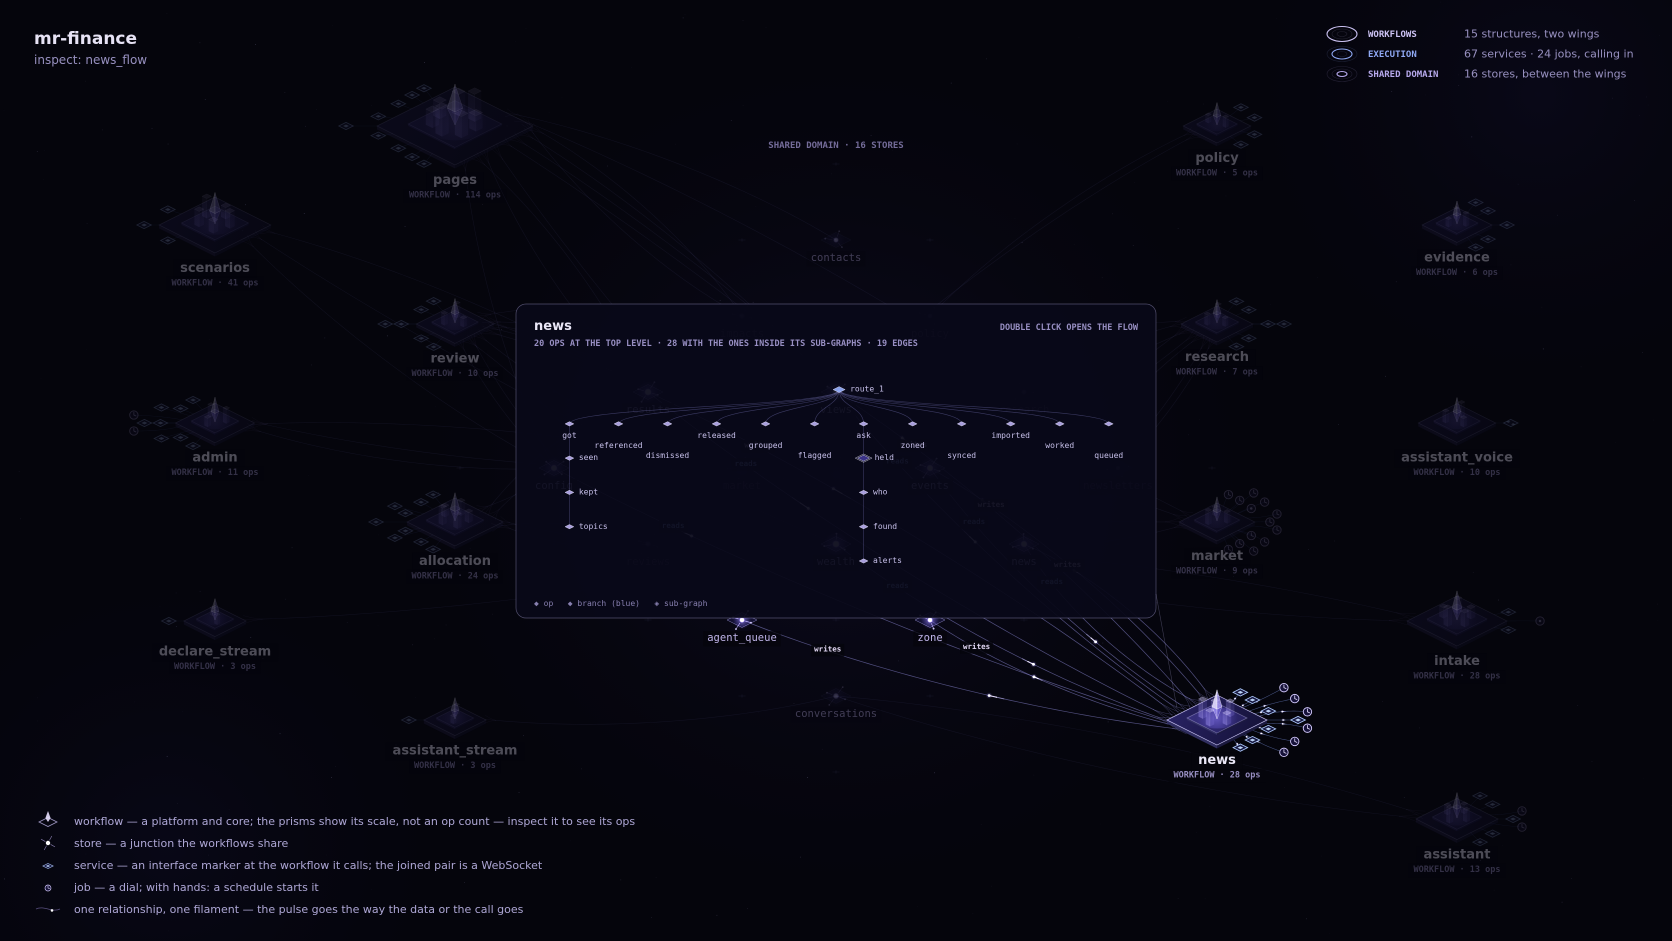 mr-finance
inspect: news_flow
WORKFLOWS 15 structures, two wings
EXECUTION 67 services · 24 jobs, calling in
SHARED DOMAIN 16 stores, between the wings
SHARED DOMAIN · 16 STORES
pages
WORKFLOW · 114 ops
policy
WORKFLOW · 5 ops
scenarios
WORKFLOW · 41 ops
contacts
evidence
WORKFLOW · 6 ops
review
WORKFLOW · 10 ops
research
WORKFLOW · 7 ops
news
DOUBLE CLICK OPENS THE FLOW
20 OPS AT THE TOP LEVEL · 28 WITH THE ONES INSIDE ITS SUB-GRAPHS · 19 EDGES
route_1
got
released
ask
imported
referenced
grouped
zoned
worked
dismissed
flagged
synced
queued
seen
held
kept
who
topics
found
alerts
events
writes
reads
wealth
news
writes
reads
reads
reads
◆ op ◆ branch (blue) ◈ sub-graph
admin
WORKFLOW · 11 ops
assistant_voice
WORKFLOW · 10 ops
allocation
WORKFLOW · 24 ops
market
WORKFLOW · 9 ops
declare_stream
WORKFLOW · 3 ops
agent_queue
zone
writes
writes
intake
WORKFLOW · 28 ops
conversations
assistant_stream
WORKFLOW · 3 ops
news
WORKFLOW · 28 ops
assistant
WORKFLOW · 13 ops
workflow — a platform and core; the prisms show its scale, not an op count — inspect it to see its ops
store — a junction the workflows share
service — an interface marker at the workflow it calls; the joined pair is a WebSocket
job — a dial; with hands: a schedule starts it
one relationship, one filament — the pulse goes the way the data or the call goes